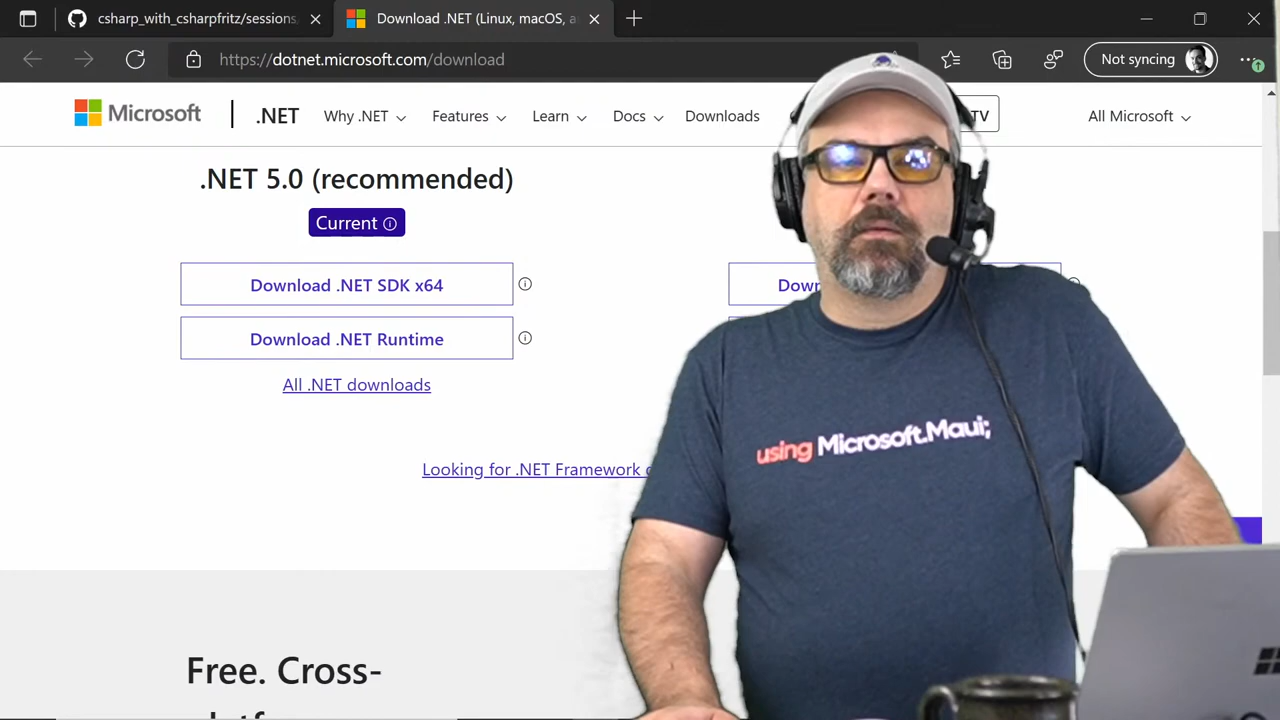 csharp_with_csharpfritz/sessions,
Download .NET (Linux, macOS, a
https://dotnet.microsoft.com/download
Not syncing
Microsoft
.NET
Why .NET
Features
Learn
Docs
Downloads
TV
All Microsoft
.NET 5.0 (recommended)
Current
Download .NET SDK x64
Download .NET Runtime
All .NET downloads
Looking for .NET Framework
using Microsoft.Maui;
Free. Cross-